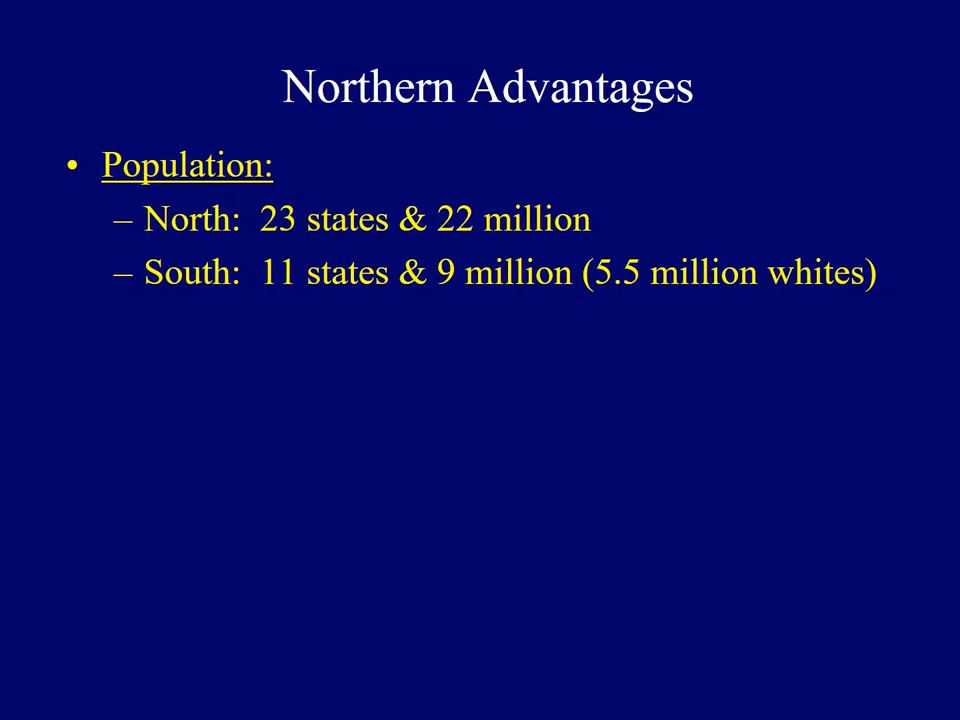 Northern Advantages
• Population:
– North:  23 states & 22 million
– South:  11 states & 9 million (5.5 million whites)